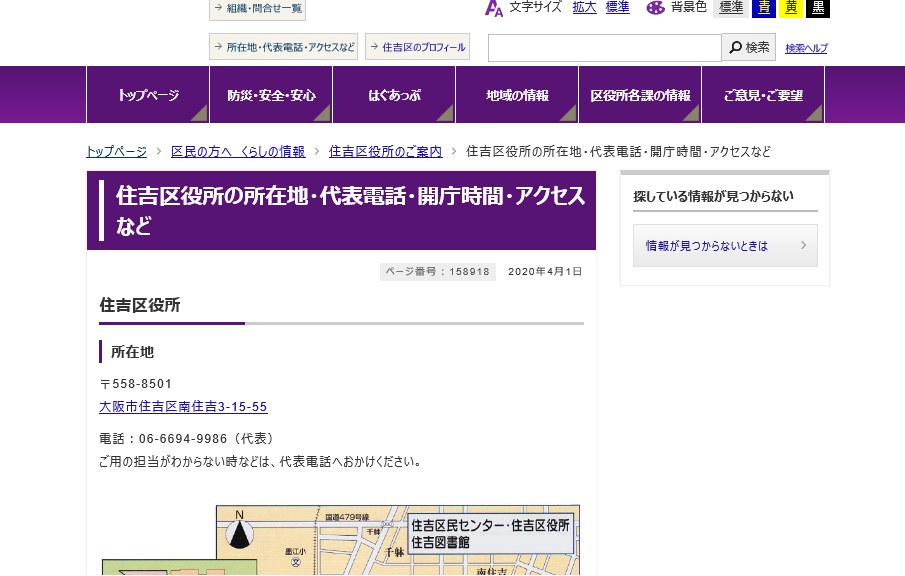 → 組織・問合せ一覧
文字サイズ 拡大 標準 背景色 標準 青 黄 黒
→ 所在地・代表電話・アクセスなど → 住吉区のプロフィール 検索 検索ヘルプ
トップページ 防災・安全・安心 はぐあっぷ 地域の情報 区役所各課の情報 ご意見・ご要望
トップページ > 区民の方へ くらしの情報 > 住吉区役所のご案内 > 住吉区役所の所在地・代表電話・開庁時間・アクセスなど
住吉区役所の所在地・代表電話・開庁時間・アクセス
など
探している情報が見つからない
情報が見つからないときは
ページ番号：158918 2020年4月1日
住吉区役所
所在地
〒558-8501
大阪市住吉区南住吉3-15-55
電話：06-6694-9986（代表）
ご用の担当がわからない時などは、代表電話へおかけください。
N
国道479号線
千躰
住吉区民センター・住吉区役所
住吉図書館
墨江小
文
千躰
南住吉